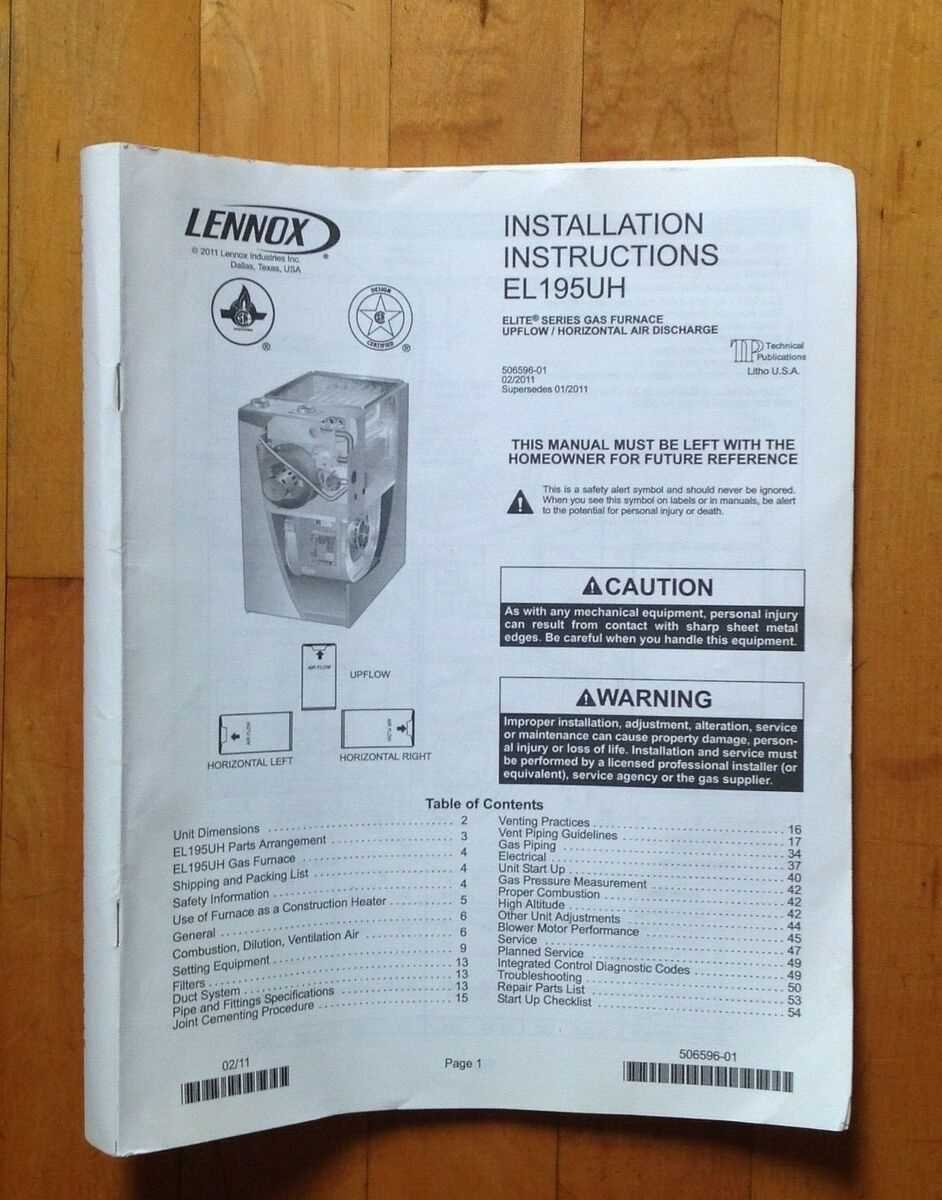 LENNOX
© 2011 Lennox Industries Inc.
Dallas, Texas, USA
DESIGN
CERTIFIED
®
®
INSTALLATION
INSTRUCTIONS
EL195UH
ELITE® SERIES GAS FURNACE
UPFLOW / HORIZONTAL AIR DISCHARGE
TP Technical
Publications
Litho U.S.A.
506596-01
02/2011
Supersedes 01/2011
THIS MANUAL MUST BE LEFT WITH THE
HOMEOWNER FOR FUTURE REFERENCE
This is a safety alert symbol and should never be ignored.
When you see this symbol on labels or in manuals, be alert
to the potential for personal injury or death.
CAUTION
As with any mechanical equipment, personal injury
can result from contact with sharp sheet metal
edges. Be careful when you handle this equipment.
WARNING
Improper installation, adjustment, alteration, service
or maintenance can cause property damage, person-
al injury or loss of life. Installation and service must
be performed by a licensed professional installer (or
equivalent), service agency or the gas supplier.
AIR FLOW
UPFLOW
AIR FLOW
HORIZONTAL LEFT
AIR FLOW
HORIZONTAL RIGHT
Table of Contents
Unit Dimensions 2
EL195UH Parts Arrangement 3
EL195UH Gas Furnace 4
Shipping and Packing List 4
Safety Information 4
Use of Furnace as a Construction Heater 5
General 6
Combustion, Dilution, Ventilation Air 6
Setting Equipment 9
Filters 13
Duct System 13
Pipe and Fittings Specifications 13
Joint Cementing Procedure 15
Venting Practices 16
Vent Piping Guidelines 17
Gas Piping 34
Electrical 37
Unit Start Up 40
Gas Pressure Measurement 42
Proper Combustion 42
High Altitude 42
Other Unit Adjustments 44
Blower Motor Performance 45
Service 47
Planned Service 49
Integrated Control Diagnostic Codes 49
Troubleshooting 50
Repair Parts List 53
Start Up Checklist 54
02/11
Page 1
506596-01